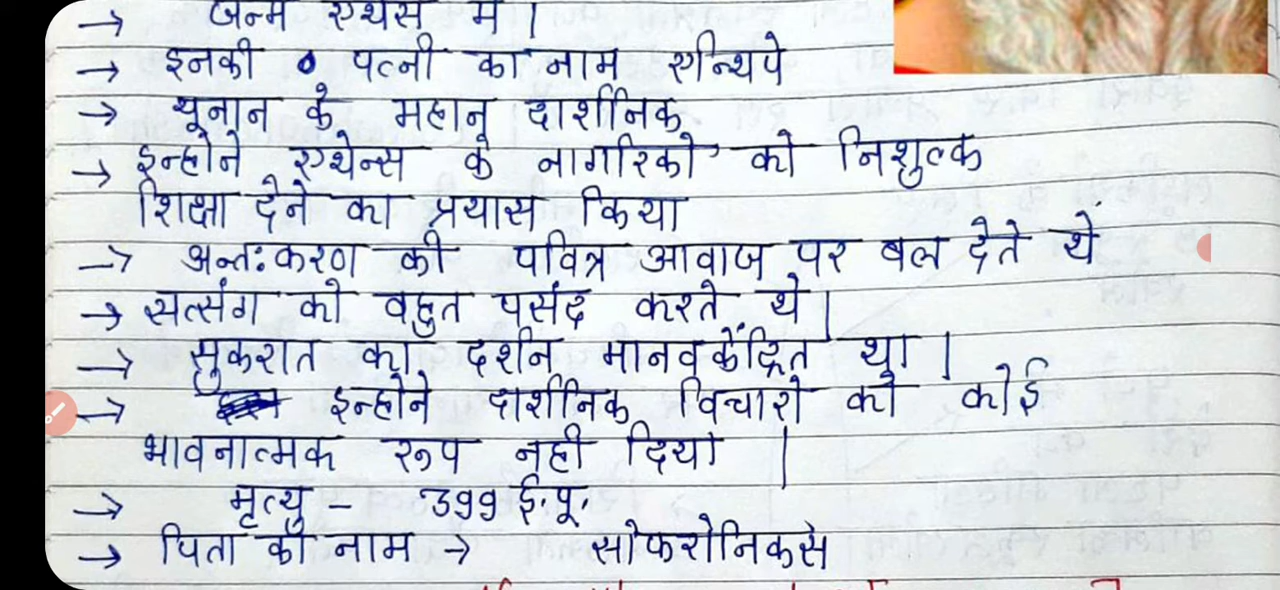 → जन्म एथेंस में |
→ इनकी पत्नी का नाम एन्थिपे
→ यूनान के महान् दार्शनिक
→ इन्होने एथेन्स के नागरिको को निशुल्क
शिक्षा देने का प्रयास किया
→ अन्त:करण की पवित्र आवाज पर बल देते थे
→ सत्संग को बहुत पसंद करते थे |
→ सुकरात का दर्शन मानवकेंद्रित था |
→ इन्होने दार्शनिक विचारो को कोई
भावनात्मक रूप नही दिया |
→ मृत्यु – 399 ई.पू.
→ पिता का नाम → सोफरोनिकसे